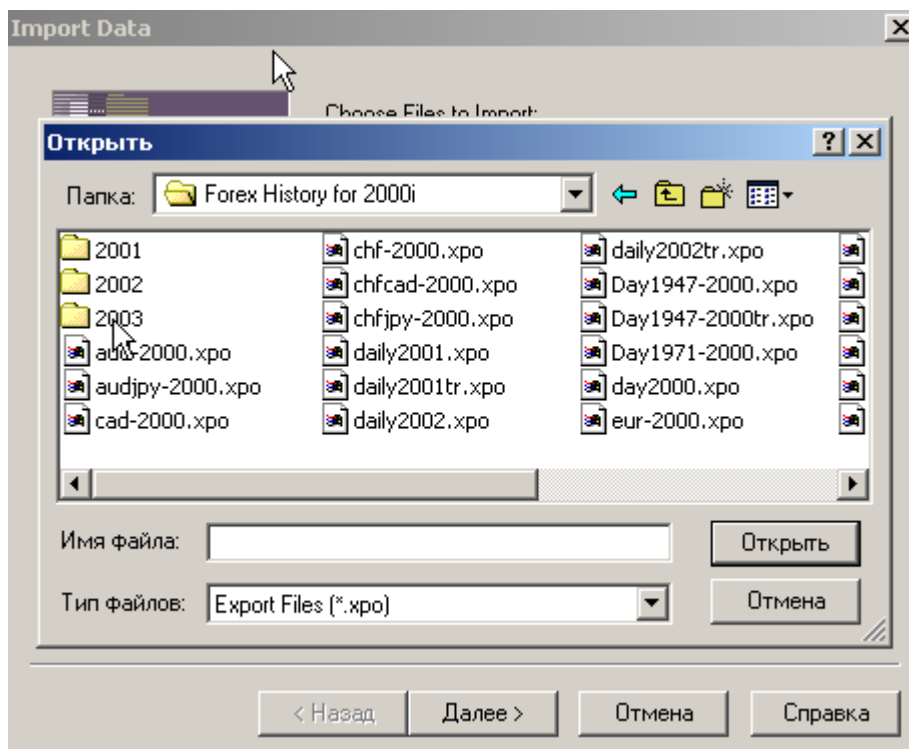 Import Data
Choose Files to Import:
Открыть
Папка: Forex History for 2000i
2001 chf-2000.xpo daily2002tr.xpo
2002 chfcad-2000.xpo Day1947-2000.xpo
2003 chfjpy-2000.xpo Day1947-2000tr.xpo
aud-2000.xpo daily2001.xpo Day1971-2000.xpo
audjpy-2000.xpo daily2001tr.xpo day2000.xpo
cad-2000.xpo daily2002.xpo eur-2000.xpo
Имя файла: Открыть
Тип файлов: Export Files (*.xpo) Отмена
< Назад Далее > Отмена Справка